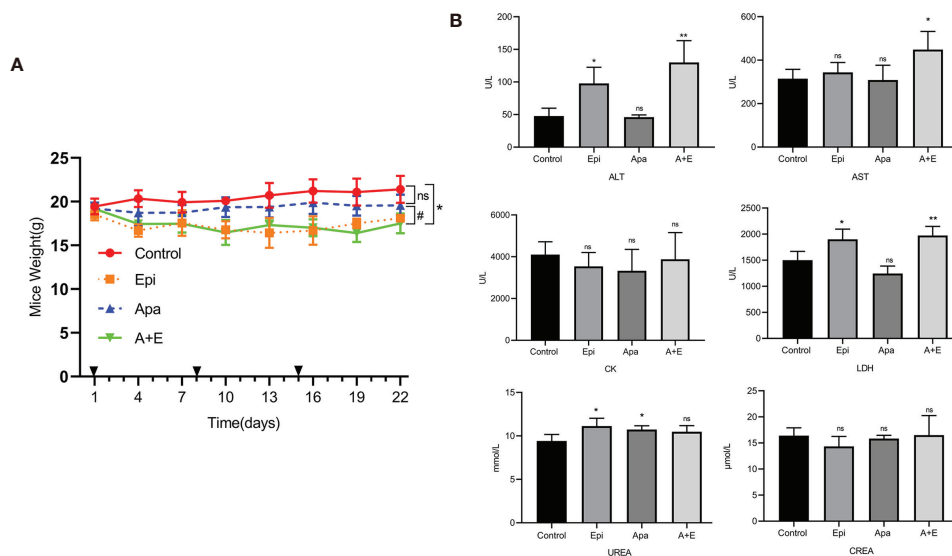 A
25
20
15
10
5
0
Mice Weight(g)
1 4 7 10 13 16 19 22
Time(days)
Control
Epi
Apa
A+E
ns
#
*
B
U/L
200
150
100
50
0
*
ns
**
Control Epi Apa A+E
ALT
U/L
600
400
200
0
ns
ns
*
Control Epi Apa A+E
AST
U/L
6000
4000
2000
0
ns
ns
ns
Control Epi Apa A+E
CK
U/L
2500
2000
1500
1000
500
0
*
ns
**
Control Epi Apa A+E
LDH
mmol/L
15
10
5
0
*
*
ns
Control Epi Apa A+E
UREA
μmol/L
25
20
15
10
5
0
ns
ns
ns
Control Epi Apa A+E
CREA